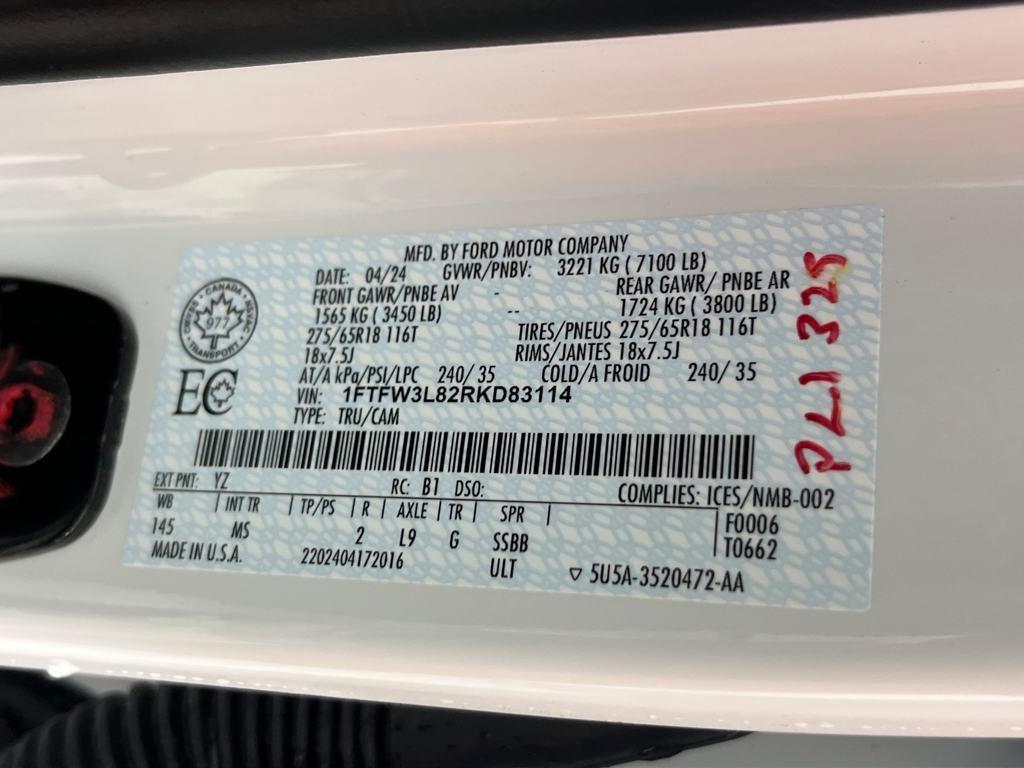 MFD. BY FORD MOTOR COMPANY
DATE: 04/24 GVWR/PNBV: 3221 KG ( 7100 LB)
FRONT GAWR/PNBE AV - REAR GAWR/ PNBE AR
1565 KG ( 3450 LB) -- 1724 KG ( 3800 LB)
275/65R18 116T TIRES/PNEUS 275/65R18 116T
18x7.5J RIMS/JANTES 18x7.5J
AT/A kPa/PSI/LPC 240/ 35 COLD/A FROID 240/ 35
VIN: 1FTFW3L82RKD83114
TYPE: TRU/CAM
CANADA
977
TRANSPORT
EC
EXT PNT: YZ RC: B1 DSO: COMPLIES: ICES/NMB-002
WB | INT TR | TP/PS | R | AXLE | TR | SPR | F0006
145 MS 2 L9 G SSBB T0662
MADE IN U.S.A. 2202404172016 ULT ▽ 5U5A-3520472-AA
PL1 325